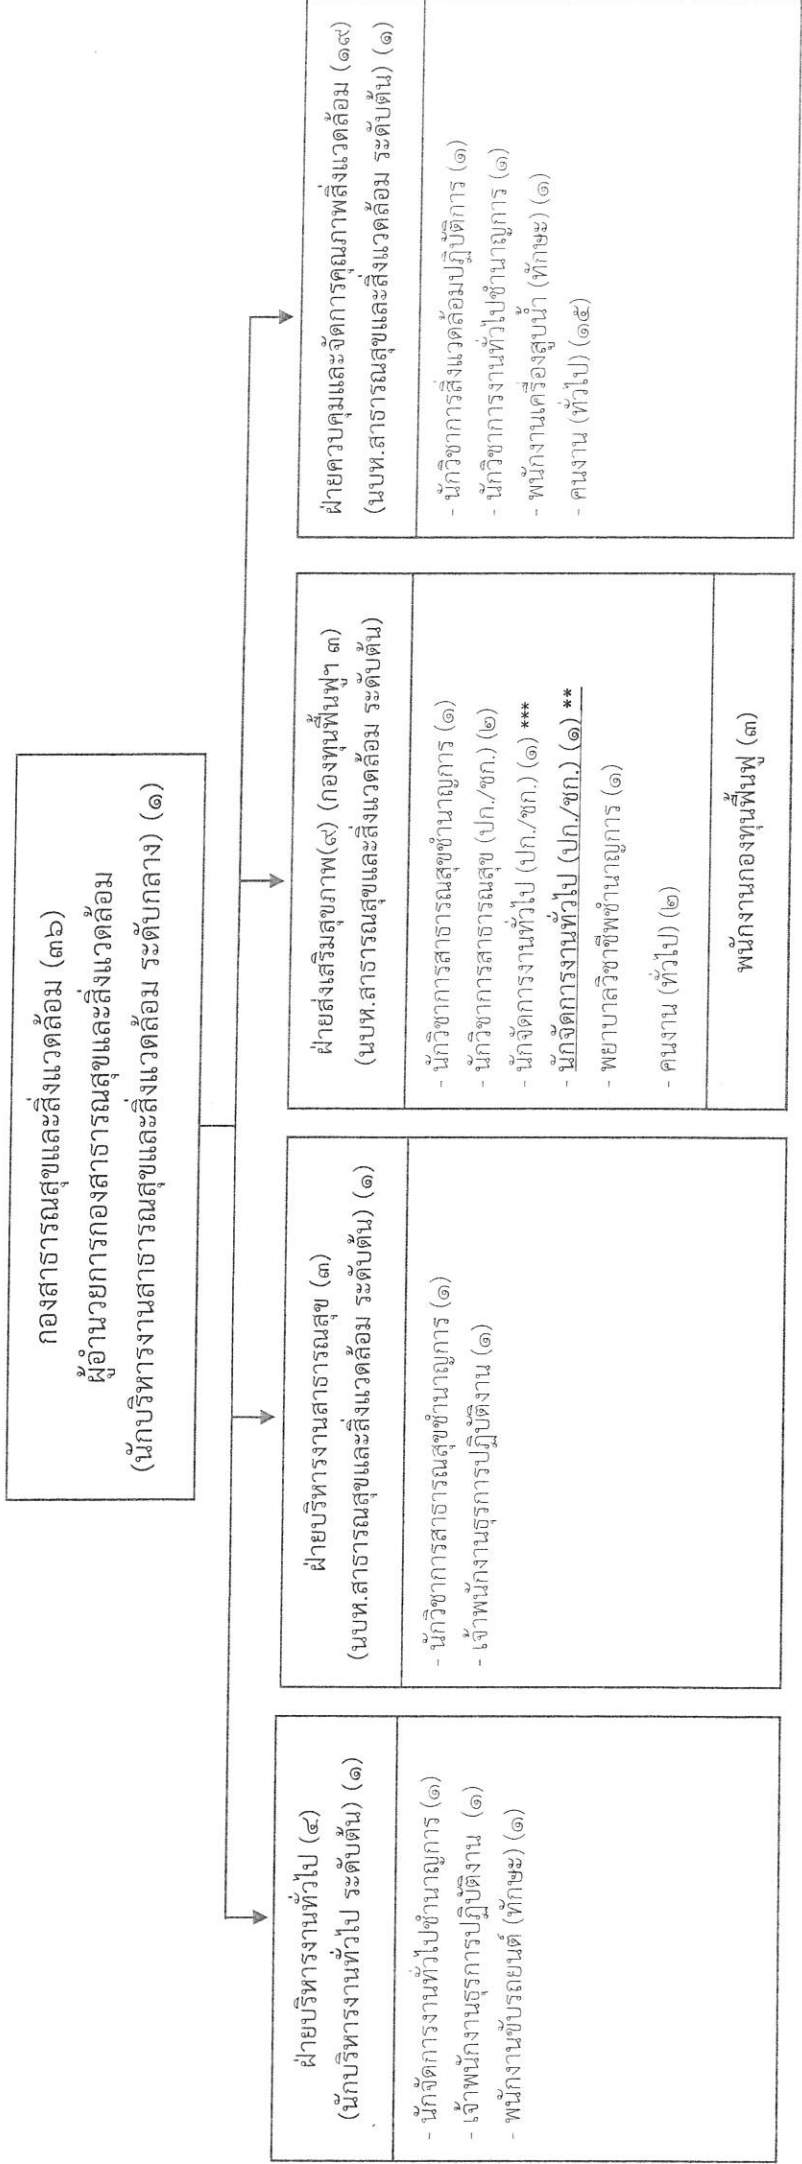 กองสาธารณสุขและสิ่งแวดล้อม (๓๖)
ผู้อำนวยการกองสาธารณสุขและสิ่งแวดล้อม
(นักบริหารงานสาธารณสุขและสิ่งแวดล้อม ระดับกลาง) (๑)
ฝ่ายบริหารงานทั่วไป (๔)
(นักบริหารงานทั่วไป ระดับต้น) (๑)
- นักจัดการงานทั่วไปชำนาญการ (๑)
- เจ้าพนักงานธุรการปฏิบัติงาน (๑)
- พนักงานขับรถยนต์ (ทักษะ) (๑)
ฝ่ายบริหารงานสาธารณสุข (๓)
(นบห.สาธารณสุขและสิ่งแวดล้อม ระดับต้น) (๑)
- นักวิชาการสาธารณสุขชำนาญการ (๑)
- เจ้าพนักงานธุรการปฏิบัติงาน (๑)
ฝ่ายส่งเสริมสุขภาพ(๙) (กองทุนฟื้นฟูฯ ๓)
(นบห.สาธารณสุขและสิ่งแวดล้อม ระดับต้น)
- นักวิชาการสาธารณสุขชำนาญการ (๑)
- นักวิชาการสาธารณสุข (ปก./ชก.) (๒)
- นักจัดการงานทั่วไป (ปก./ชก.) (๑) ***
- นักจัดการงานทั่วไป (ปก./ชก.) (๑) **
- พยาบาลวิชาชีพชำนาญการ (๑)
- คนงาน (ทั่วไป) (๒)
พนักงานกองทุนฟื้นฟู (๓)
ฝ่ายควบคุมและจัดการคุณภาพสิ่งแวดล้อม (๑๙)
(นบห.สาธารณสุขและสิ่งแวดล้อม ระดับต้น) (๑)
- นักวิชาการสิ่งแวดล้อมปฏิบัติการ (๑)
- นักวิชาการงานทั่วไปชำนาญการ (๑)
- พนักงานเครื่องสูบน้ำ (ทักษะ) (๑)
- คนงาน (ทั่วไป) (๑๕)